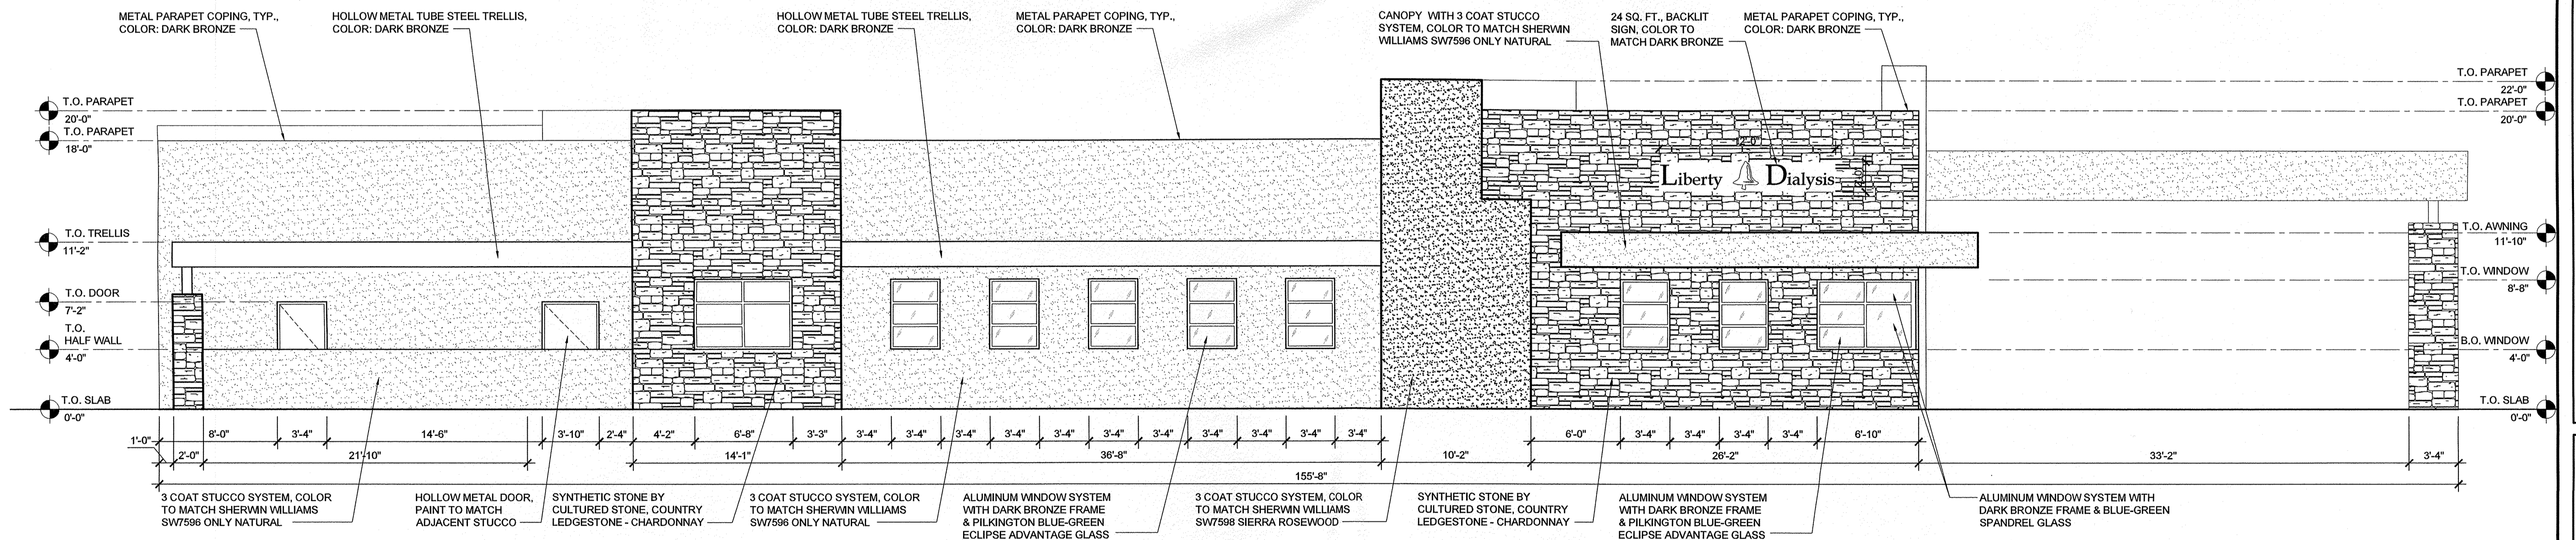 METAL PARAPET COPING, TYP.,
COLOR: DARK BRONZE
HOLLOW METAL TUBE STEEL TRELLIS,
COLOR: DARK BRONZE
HOLLOW METAL TUBE STEEL TRELLIS,
COLOR: DARK BRONZE
METAL PARAPET COPING, TYP.,
COLOR: DARK BRONZE
CANOPY WITH 3 COAT STUCCO
SYSTEM, COLOR TO MATCH SHERWIN
WILLIAMS SW7596 ONLY NATURAL
24 SQ. FT., BACKLIT
SIGN, COLOR TO
MATCH DARK BRONZE
METAL PARAPET COPING, TYP.,
COLOR: DARK BRONZE
T.O. PARAPET
20'-0"
T.O. PARAPET
18'-0"
T.O. TRELLIS
11'-2"
T.O. DOOR
7'-2"
T.O.
HALF WALL
4'-0"
T.O. SLAB
0'-0"
12'-0"
Liberty Dialysis
2'-0"
T.O. PARAPET
22'-0"
T.O. PARAPET
20'-0"
T.O. AWNING
11'-10"
T.O. WINDOW
8'-8"
B.O. WINDOW
4'-0"
T.O. SLAB
0'-0"
1'-0" 8'-0" 3'-4" 14'-6" 3'-10" 2'-4" 4'-2" 6'-8" 3'-3" 3'-4" 3'-4" 3'-4" 3'-4" 3'-4" 3'-4" 3'-4" 3'-4" 3'-4" 3'-4" 3'-4" 6'-0" 3'-4" 3'-4" 3'-4" 3'-4" 6'-10"
2'-0" 21'-10" 14'-1" 36'-8" 10'-2" 26'-2" 33'-2" 3'-4"
155'-8"
3 COAT STUCCO SYSTEM, COLOR
TO MATCH SHERWIN WILLIAMS
SW7596 ONLY NATURAL
HOLLOW METAL DOOR,
PAINT TO MATCH
ADJACENT STUCCO
SYNTHETIC STONE BY
CULTURED STONE, COUNTRY
LEDGESTONE - CHARDONNAY
3 COAT STUCCO SYSTEM, COLOR
TO MATCH SHERWIN WILLIAMS
SW7596 ONLY NATURAL
ALUMINUM WINDOW SYSTEM
WITH DARK BRONZE FRAME
& PILKINGTON BLUE-GREEN
ECLIPSE ADVANTAGE GLASS
3 COAT STUCCO SYSTEM, COLOR
TO MATCH SHERWIN WILLIAMS
SW7598 SIERRA ROSEWOOD
SYNTHETIC STONE BY
CULTURED STONE, COUNTRY
LEDGESTONE - CHARDONNAY
ALUMINUM WINDOW SYSTEM
WITH DARK BRONZE FRAME
& PILKINGTON BLUE-GREEN
ECLIPSE ADVANTAGE GLASS
ALUMINUM WINDOW SYSTEM WITH
DARK BRONZE FRAME & BLUE-GREEN
SPANDREL GLASS